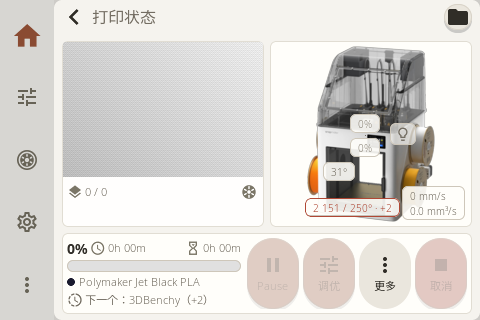 打印状态
0%
0%
31°
2 151 / 250° · +2
0 mm/s
0.0 mm³/s
0 / 0
0% 0h 00m 0h 00m
Polymaker Jet Black PLA
下一个：3DBenchy（+2）
Pause
调优
更多
取消